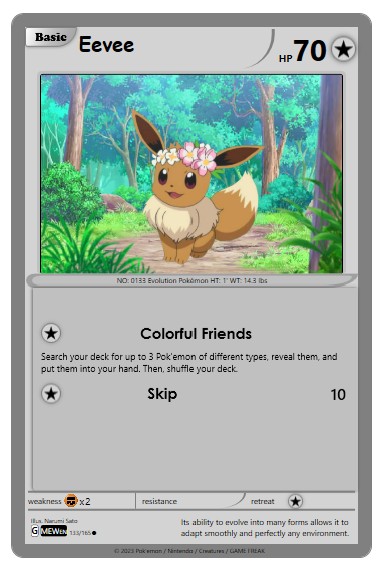 Basic
Eevee
HP 70
NO: 0133 Evolution Pokémon HT: 1' WT: 14.3 lbs
Colorful Friends
Search your deck for up to 3 Pok'emon of different types, reveal them, and
put them into your hand. Then, shuffle your deck.
Skip 10
weakness x2 resistance retreat
Illus. Narumi Sato
G MEW EN 133/165
Its ability to evolve into many forms allows it to
adapt smoothly and perfectly any environment.
© 2023 Pokémon / Nintendo / Creatures / GAME FREAK